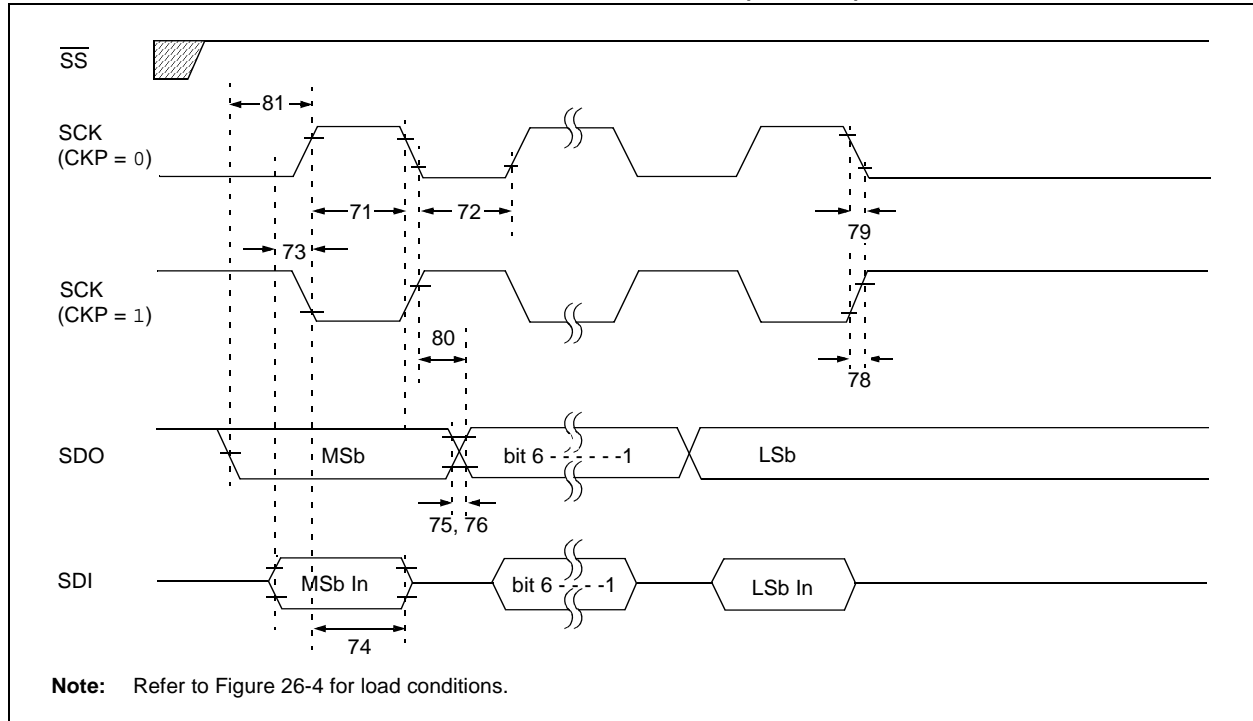 SS
81
SCK
(CKP = 0)
71
72
79
73
SCK
(CKP = 1)
80
78
SDO
MSb
bit 6 - - - - - -1
LSb
75, 76
SDI
MSb In
bit 6 - - - - -1
LSb In
74
Note: Refer to Figure 26-4 for load conditions.